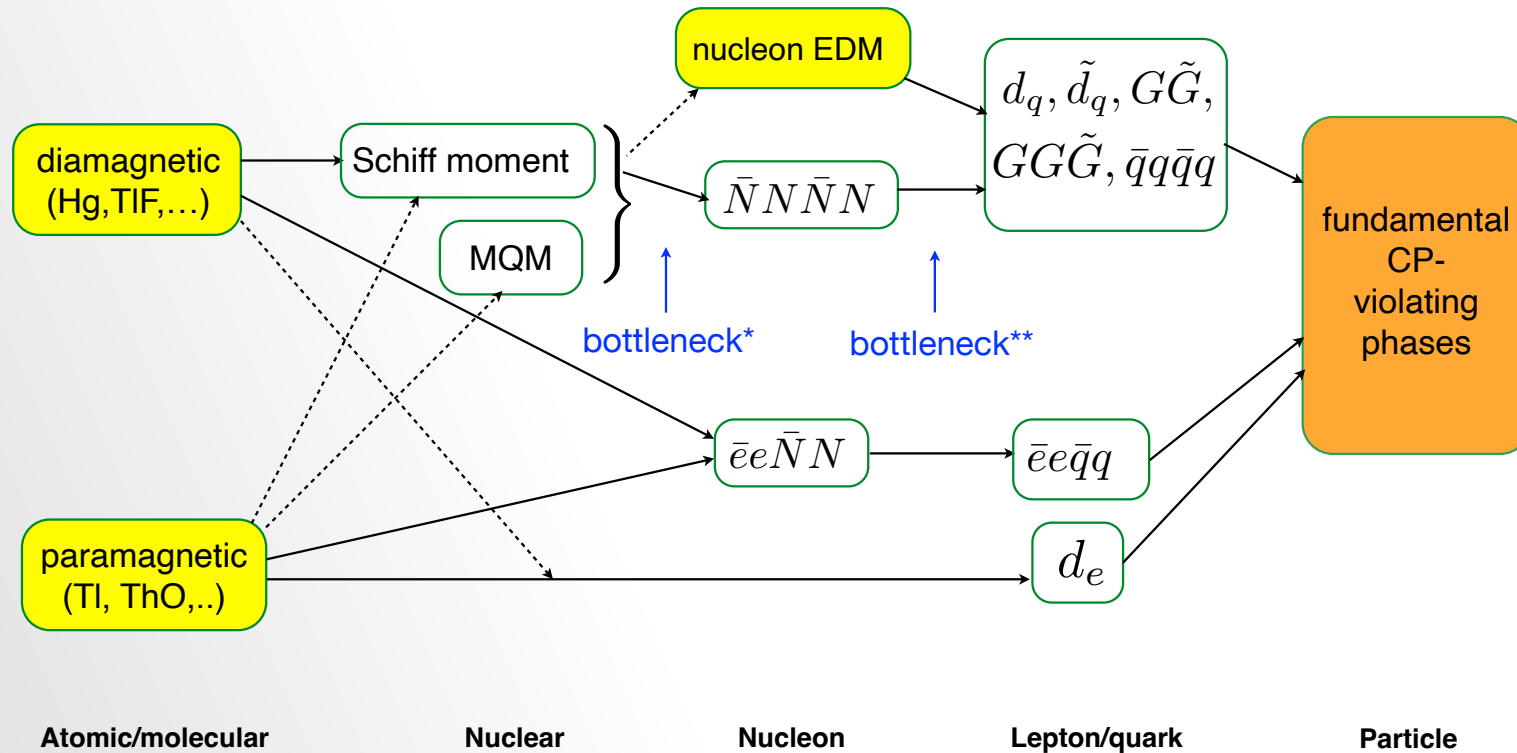 nucleon EDM
$d_q, \tilde{d}_q, G\tilde{G},$
$GG\tilde{G}, \bar{q}q\bar{q}q$
diamagnetic
(Hg,TlF,…)
Schiff moment
$\bar{N}N\bar{N}N$
MQM
fundamental
CP-
violating
phases
bottleneck*
bottleneck**
$\bar{e}e\bar{N}N$
$\bar{e}e\bar{q}q$
paramagnetic
(Tl, ThO,..)
$d_e$
Atomic/molecular
Nuclear
Nucleon
Lepton/quark
Particle